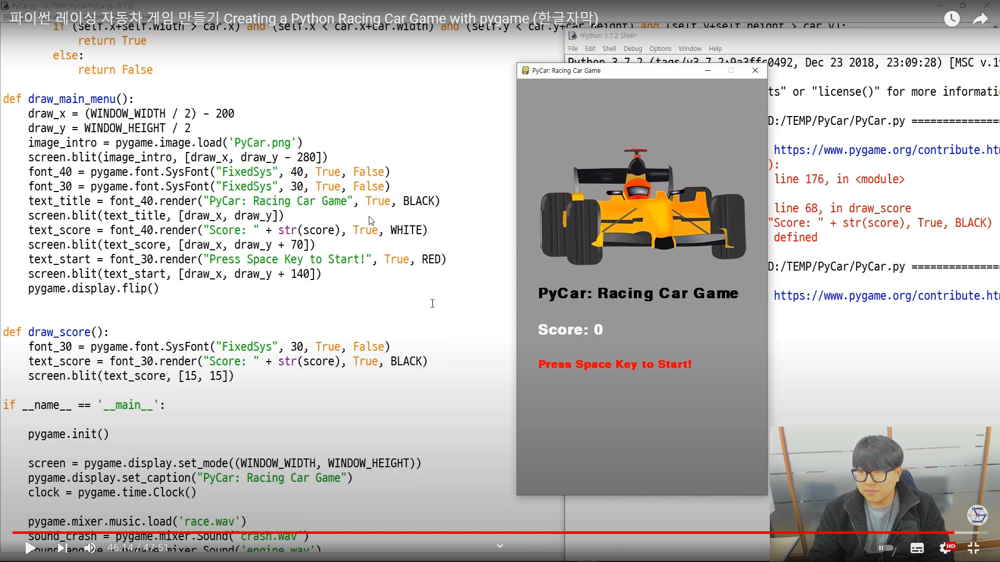 PyCar.py - D:/TEMP/PyCar/PyCar.py (3.7.2)
파이썬 레이싱 자동차 게임 만들기 Creating a Python Racing Car Game with pygame (한글자막)
if (self.x+self.width > car.x) and (self.x < car.x+car.width) and (self.y < car.y+car.height) and (self.y+self.height > car.y):
return True
else:
return False
def draw_main_menu():
draw_x = (WINDOW_WIDTH / 2) - 200
draw_y = WINDOW_HEIGHT / 2
image_intro = pygame.image.load('PyCar.png')
screen.blit(image_intro, [draw_x, draw_y - 280])
font_40 = pygame.font.SysFont("FixedSys", 40, True, False)
font_30 = pygame.font.SysFont("FixedSys", 30, True, False)
text_title = font_40.render("PyCar: Racing Car Game", True, BLACK)
screen.blit(text_title, [draw_x, draw_y])
text_score = font_40.render("Score: " + str(score), True, WHITE)
screen.blit(text_score, [draw_x, draw_y + 70])
text_start = font_30.render("Press Space Key to Start!", True, RED)
screen.blit(text_start, [draw_x, draw_y + 140])
pygame.display.flip()
def draw_score():
font_30 = pygame.font.SysFont("FixedSys", 30, True, False)
text_score = font_30.render("Score: " + str(score), True, BLACK)
screen.blit(text_score, [15, 15])
if __name__ == '__main__':
pygame.init()
screen = pygame.display.set_mode((WINDOW_WIDTH, WINDOW_HEIGHT))
pygame.display.set_caption("PyCar: Racing Car Game")
clock = pygame.time.Clock()
pygame.mixer.music.load('race.wav')
sound_crash = pygame.mixer.Sound('crash.wav')
sound_engine = pygame.mixer.Sound('engine.wav')
46:14 / 47:51
*Python 3.7.2 Shell*
File Edit Shell Debug Options Window Help
Python 3.7.2 (tags/v3.7.2:9a3ffc0492, Dec 23 2018, 23:09:28) [MSC v.19
ts" or "license()" for more informati
D:/TEMP/PyCar/PyCar.py ==============
https://www.pygame.org/contribute.htm
):
line 176, in <module>
line 68, in draw_score
"Score: " + str(score), True, BLACK)
defined
D:/TEMP/PyCar/PyCar.py ==============
https://www.pygame.org/contribute.htm
PyCar: Racing Car Game
PyCar: Racing Car Game
Score: 0
Press Space Key to Start!
HD